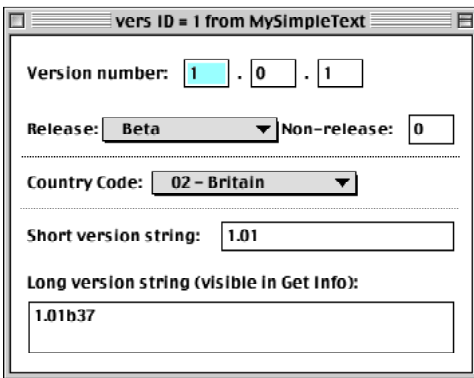 vers ID = 1 from MySimpleText
Version number: 1 . 0 . 1
Release: Beta Non-release: 0
Country Code: 02 – Britain
Short version string: 1.01
Long version string (visible in Get Info):
1.01b37